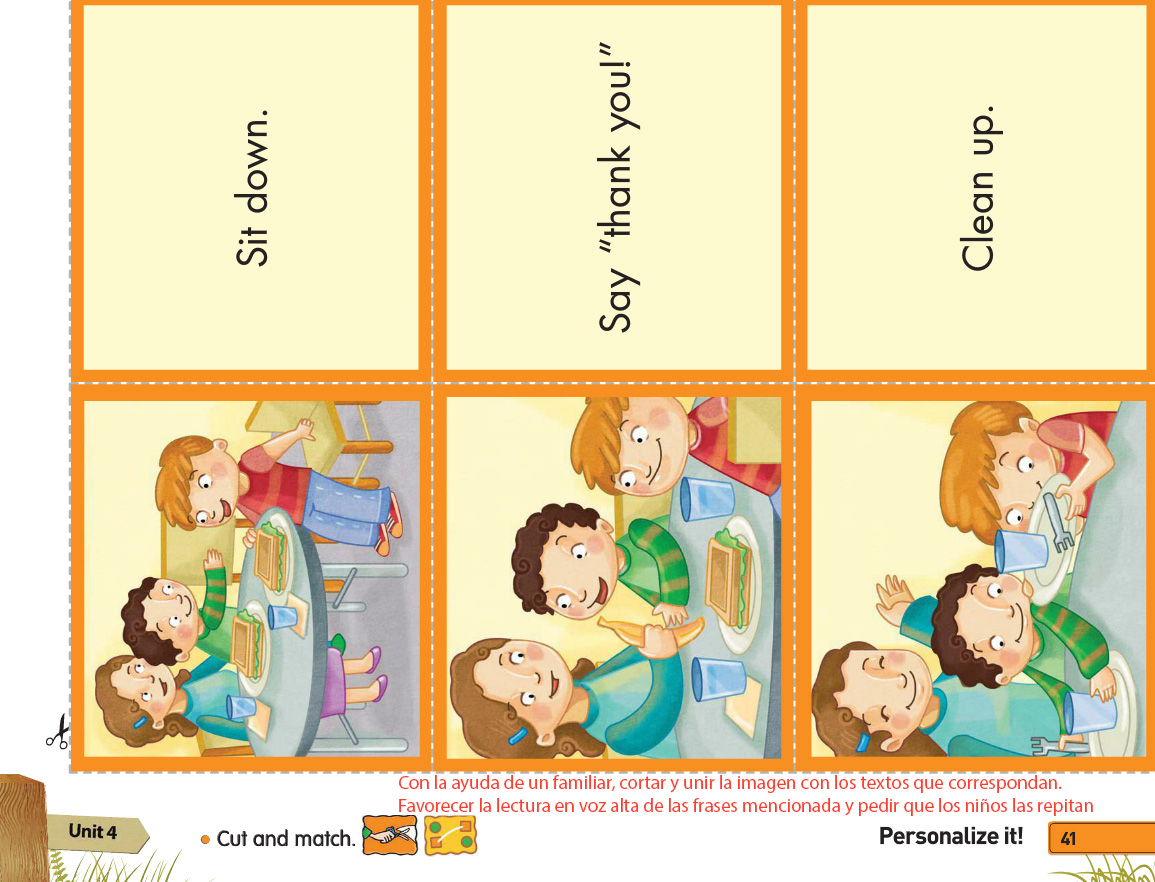 Sit down.
Say “thank you!”
Clean up.
Con la ayuda de un familiar, cortar y unir la imagen con los textos que correspondan.
Favorecer la lectura en voz alta de las frases mencionada y pedir que los niños las repitan
Unit 4
• Cut and match.
Personalize it!
41